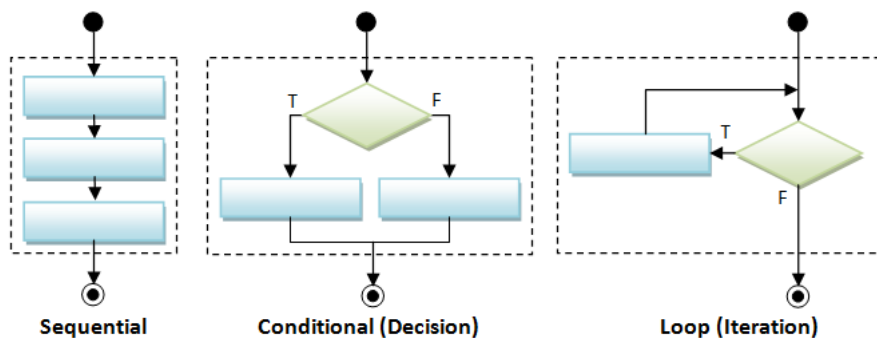 T
F
T
F
Sequential
Conditional (Decision)
Loop (Iteration)